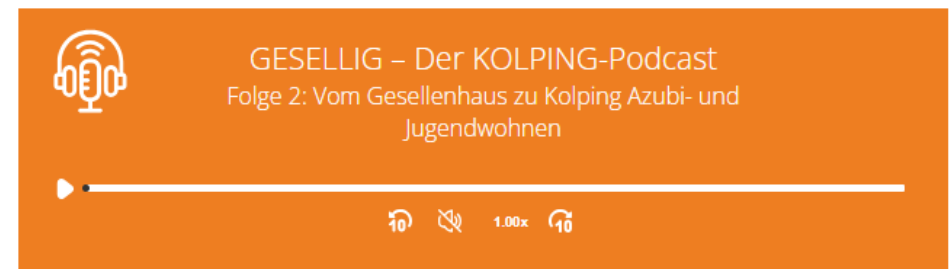 GESELLIG – Der KOLPING-Podcast
Folge 2: Vom Gesellenhaus zu Kolping Azubi- und
Jugendwohnen
10 1.00x 10